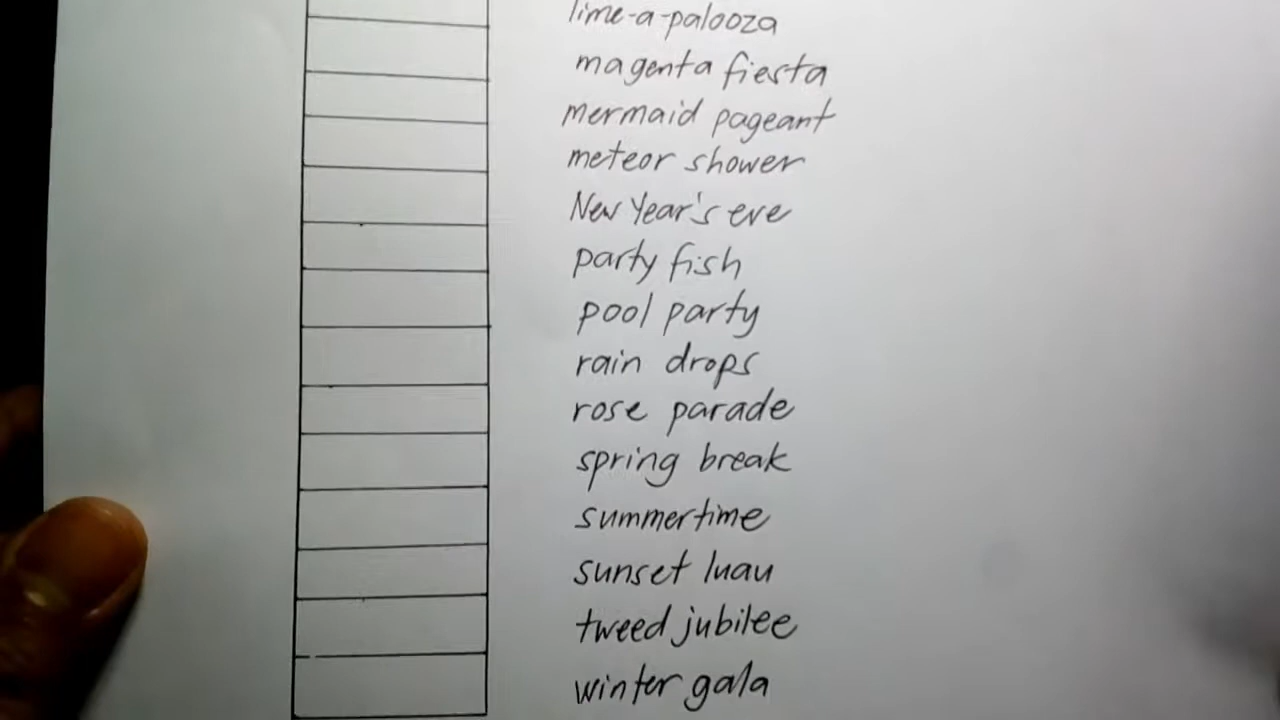 lime-a-palooza
magenta fiesta
mermaid pageant
meteor shower
New Year's eve
party fish
pool party
rain drops
rose parade
spring break
summertime
sunset luau
tweed jubilee
winter gala